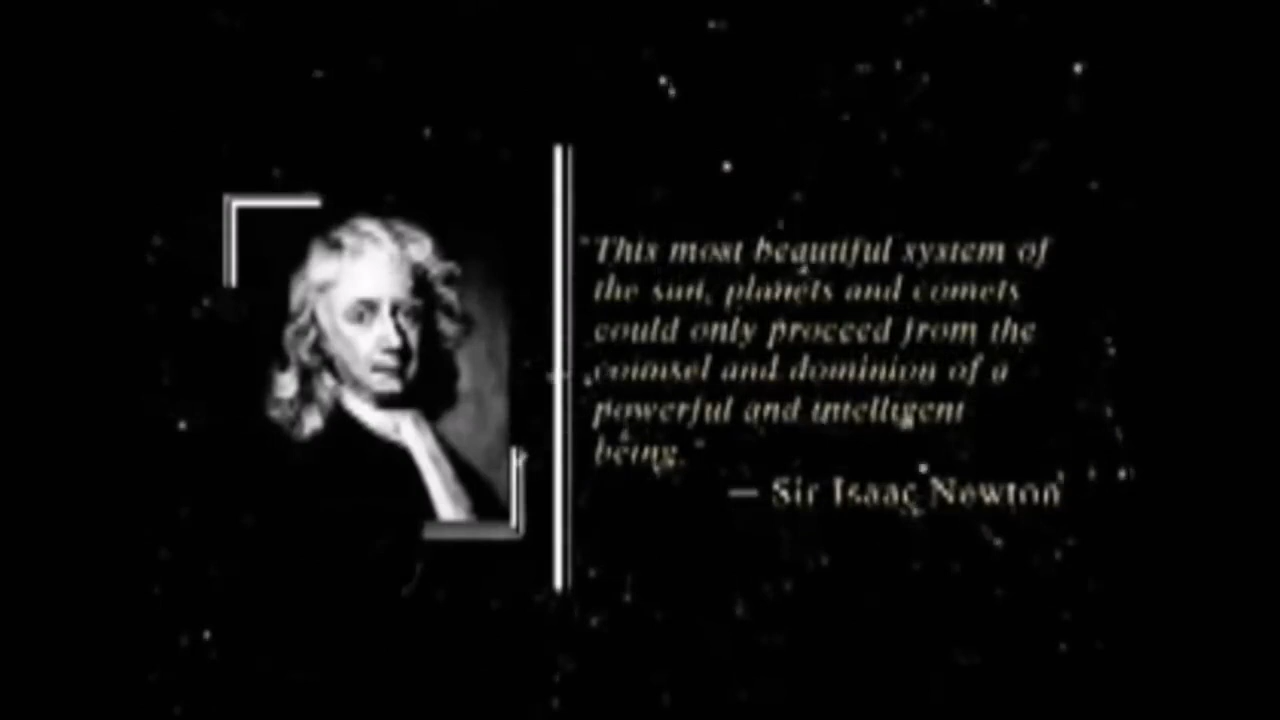 "This most beautiful system of
the sun, planets and comets
could only proceed from the
counsel and dominion of a
powerful and intelligent
being."
— Sir Isaac Newton